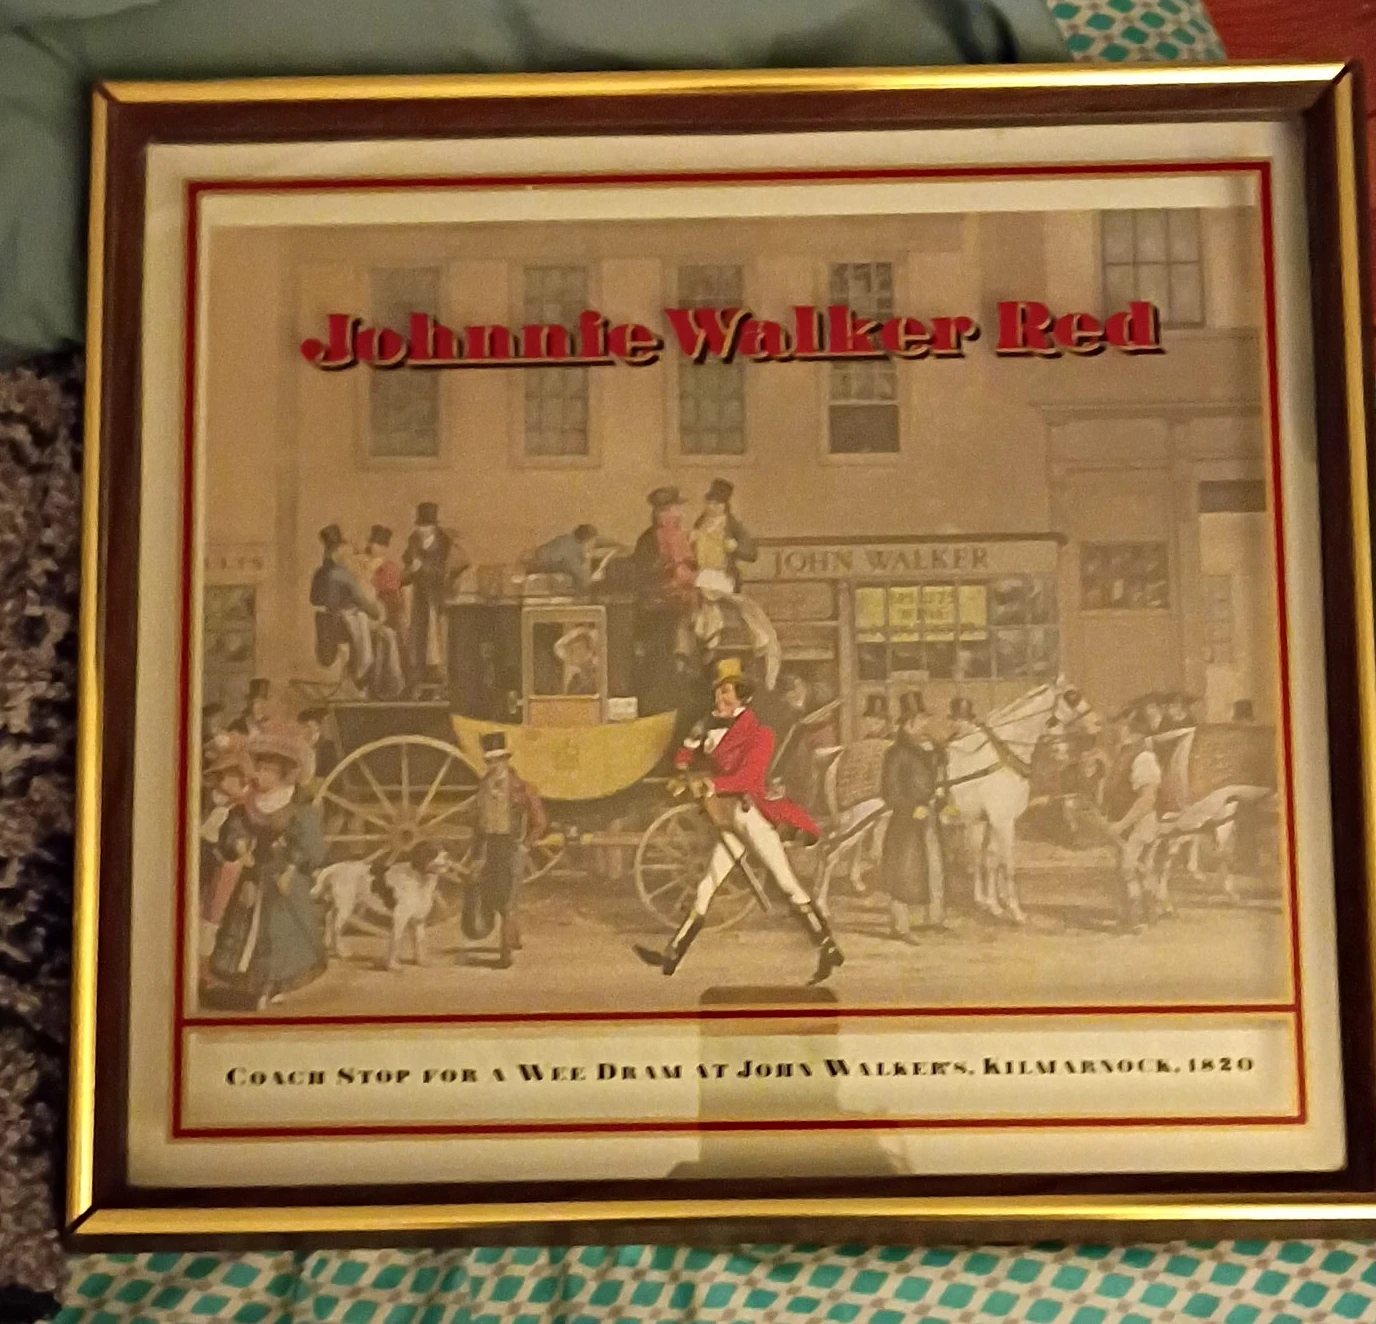 Johnnie Walker Red
JOHN WALKER
COACH STOP FOR A WEE DRAM AT JOHN WALKER'S, KILMARNOCK, 1820